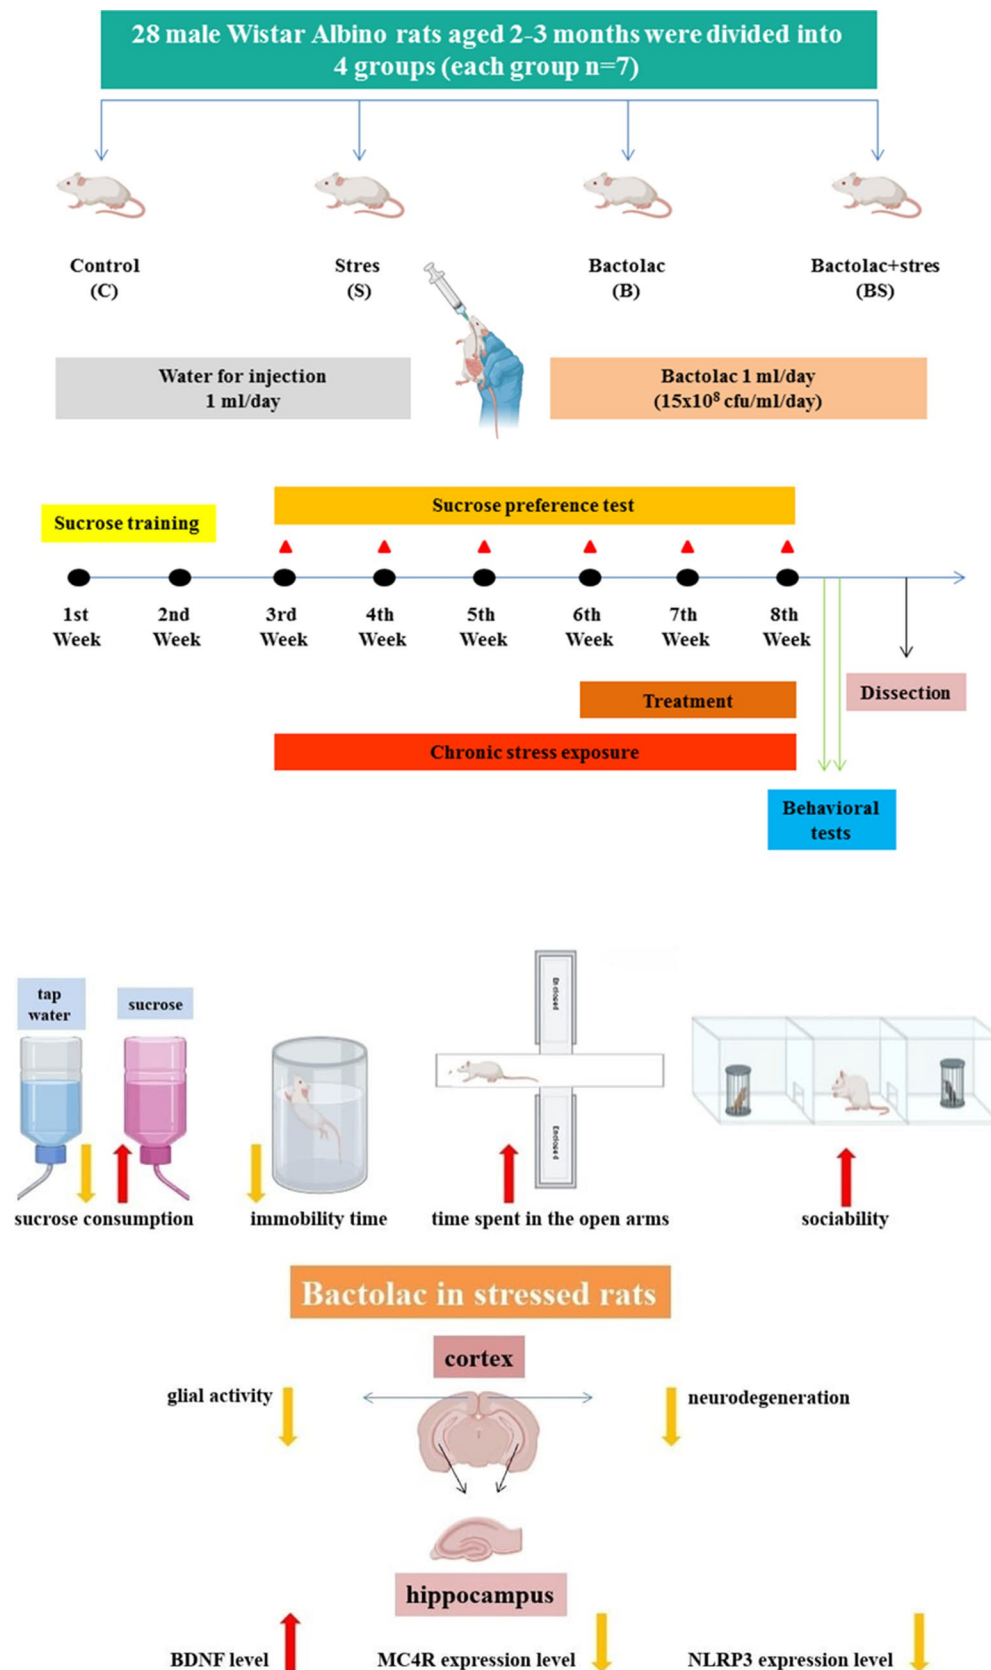 28 male Wistar Albino rats aged 2-3 months were divided into
4 groups (each group n=7)
Control
(C)
Stres
(S)
Bactolac
(B)
Bactolac+stres
(BS)
Water for injection
1 ml/day
Bactolac 1 ml/day
(15x10⁸ cfu/ml/day)
Sucrose training
Sucrose preference test
1st
Week
2nd
Week
3rd
Week
4th
Week
5th
Week
6th
Week
7th
Week
8th
Week
Treatment
Dissection
Chronic stress exposure
Behavioral
tests
tap
water
sucrose
Enclosed
Enclosed
sucrose consumption
immobility time
time spent in the open arms
sociability
Bactolac in stressed rats
cortex
glial activity
neurodegeneration
hippocampus
BDNF level
MC4R expression level
NLRP3 expression level